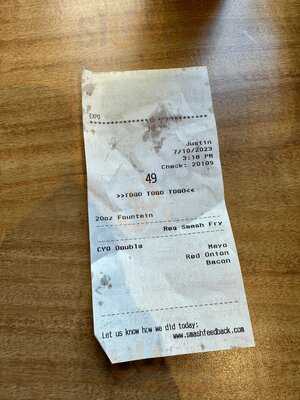 EXPO
Justin
7/10/2023
3:10 PM
Check: 20109
49
>>TOGO TOGO TOGO<<
20oz Fountain
Reg Smash Fry
CYO Double
Mayo
Red Onion
Bacon
Let us know how we did today:
www.smashfeedback.com